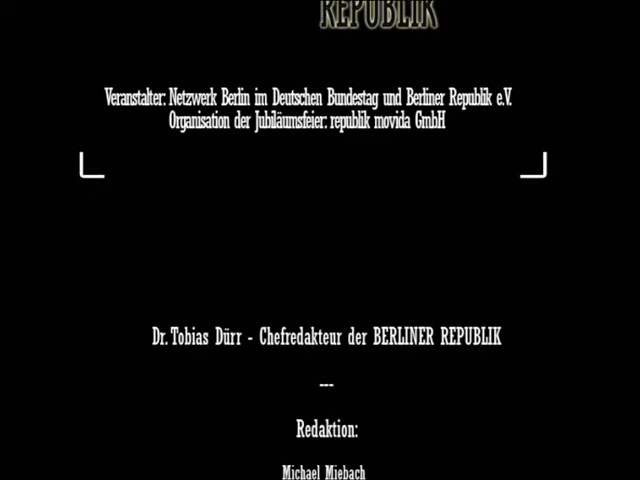 REPUBLIK
Veranstalter: Netzwerk Berlin im Deutschen Bundestag und Berliner Republik e.V.
Organisation der Jubiläumsfeier: republik movida GmbH
Dr. Tobias Dürr - Chefredakteur der BERLINER REPUBLIK
---
Redaktion:
Michael Miebach